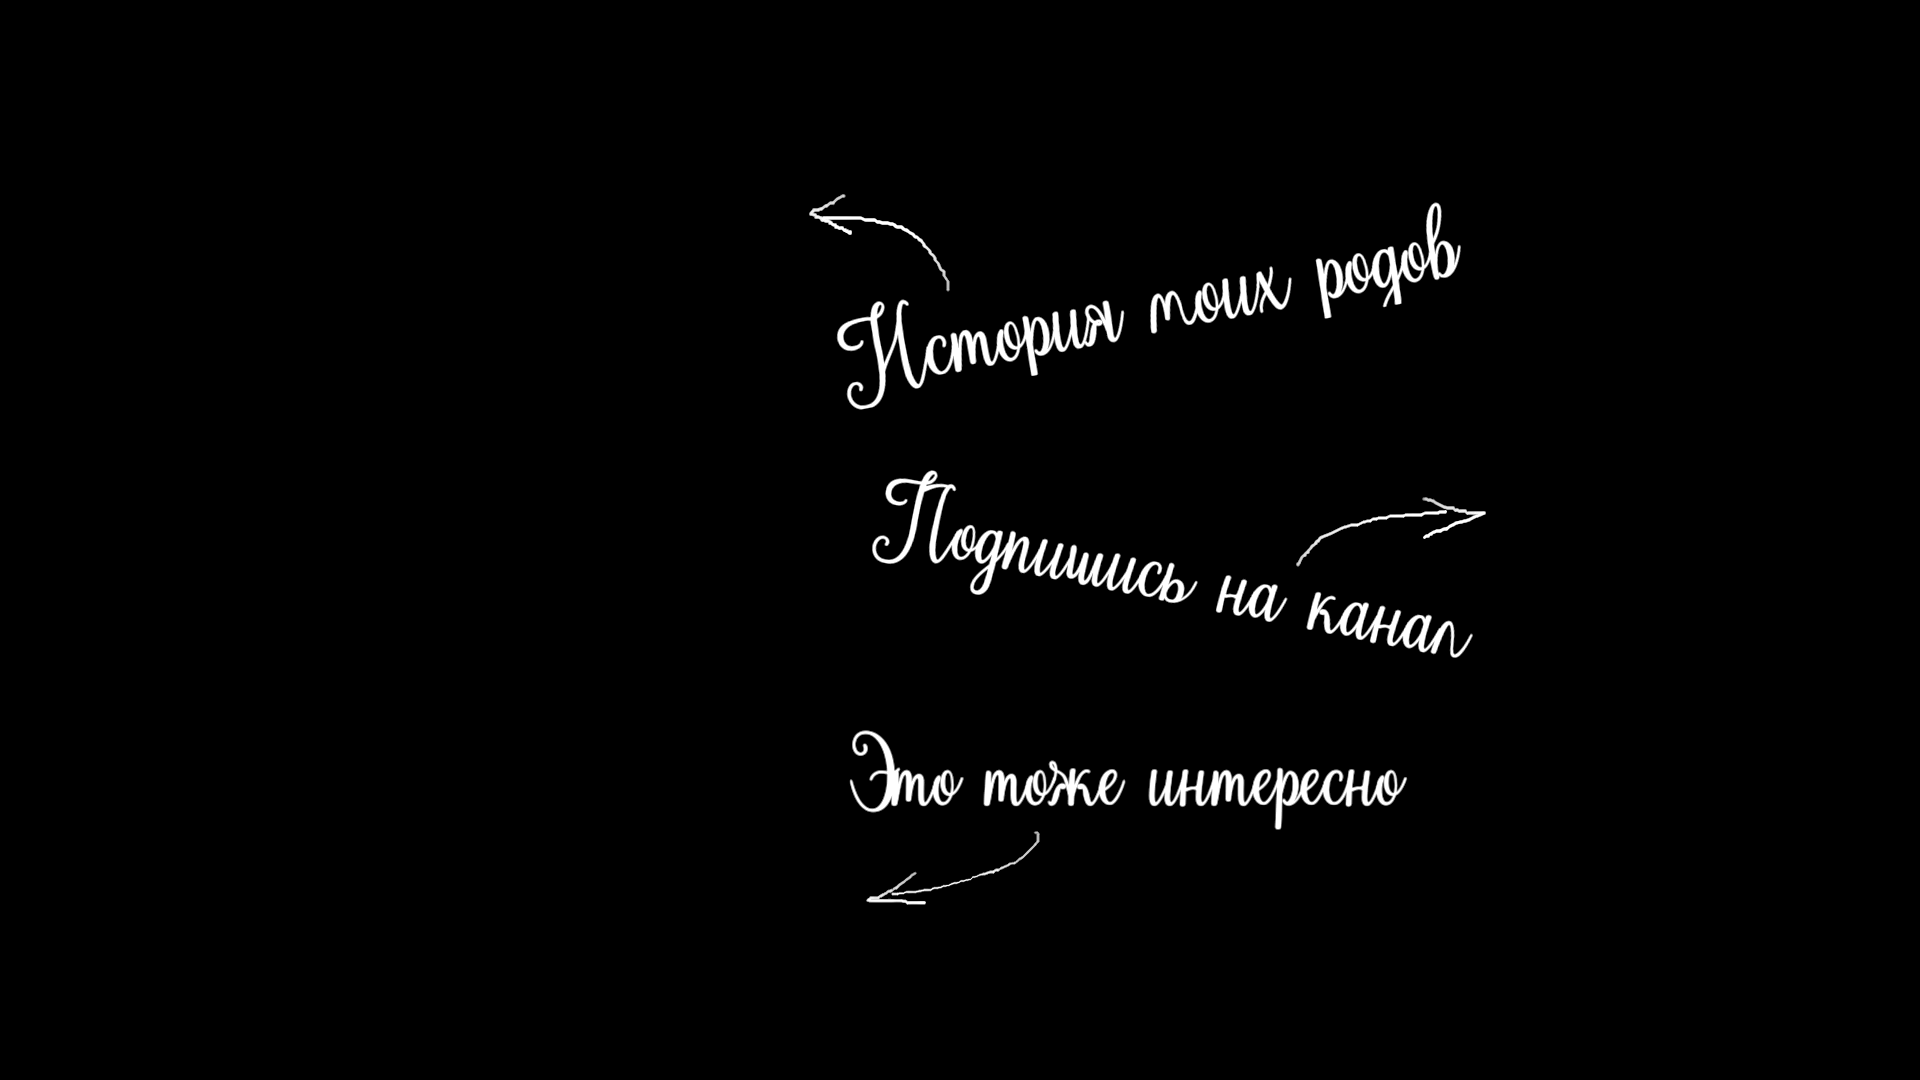 История моих родов
Подпишись на канал
Это тоже интересно